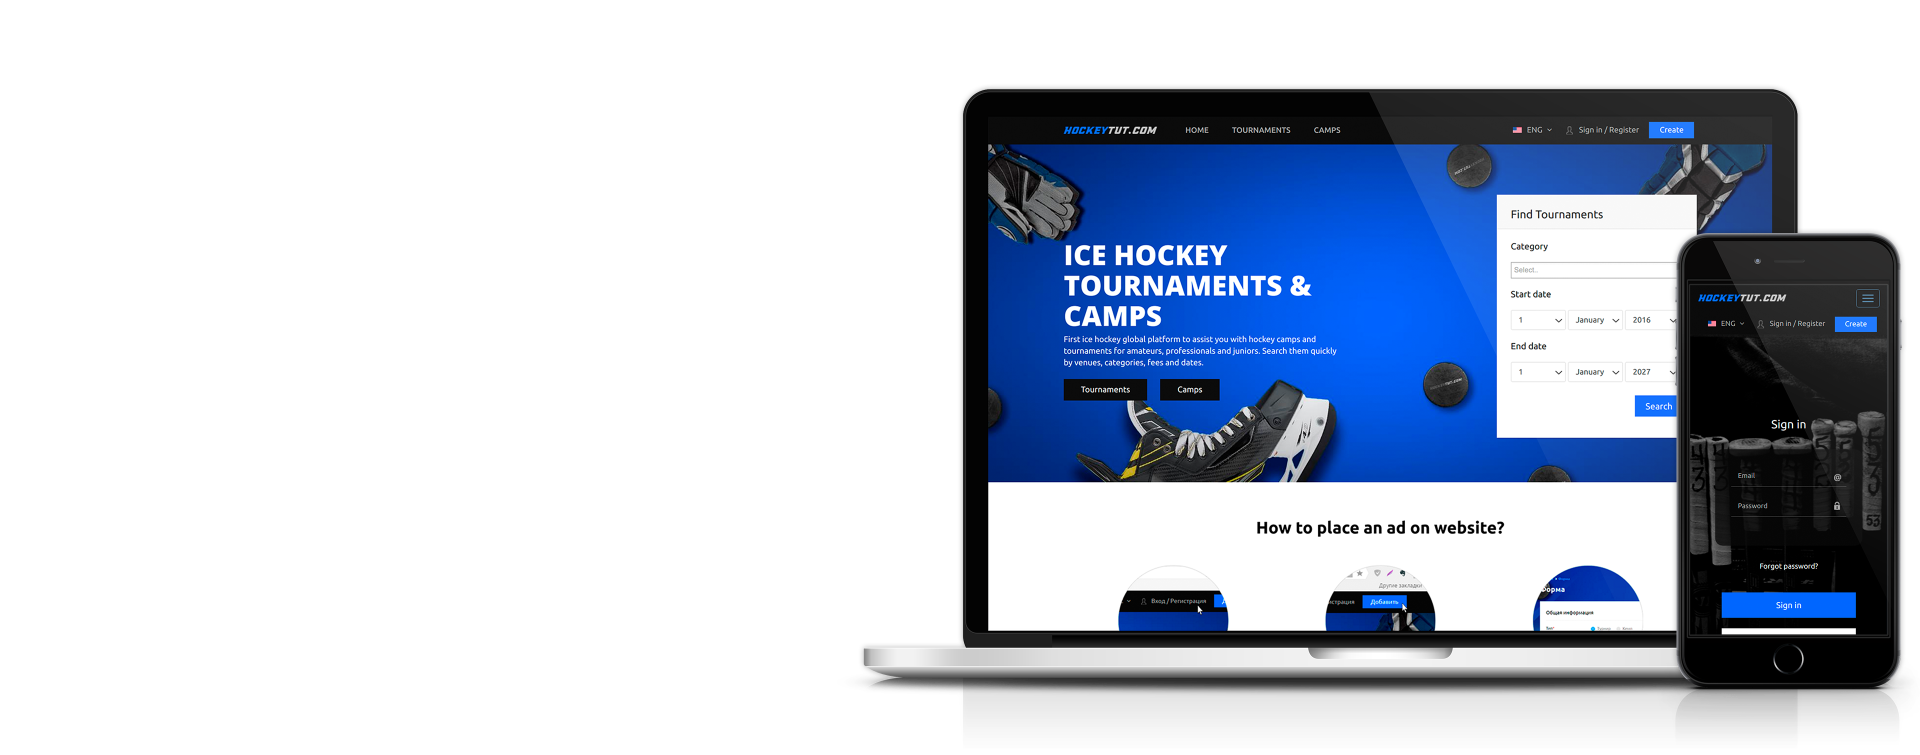 HOCKEYTUT.COM
HOME
TOURNAMENTS
CAMPS
ENG
Sign in / Register
Create
ICE HOCKEY
TOURNAMENTS &
CAMPS
First ice hockey global platform to assist you with hockey camps and
tournaments for amateurs, professionals and juniors. Search them quickly
by venues, categories, fees and dates.
Tournaments
Camps
Find Tournaments
Category
Select..
Start date
1 January 2016
End date
1 January 2027
Search
HOCKEYTUT.COM
How to place an ad on website?
Вход / Регистрация
Другие закладки
истрация
Добавить
Форма
Общая информация
HOCKEYTUT.COM
ENG
Sign in / Register
Create
Sign in
Email
@
Password
Forgot password?
Sign in
53